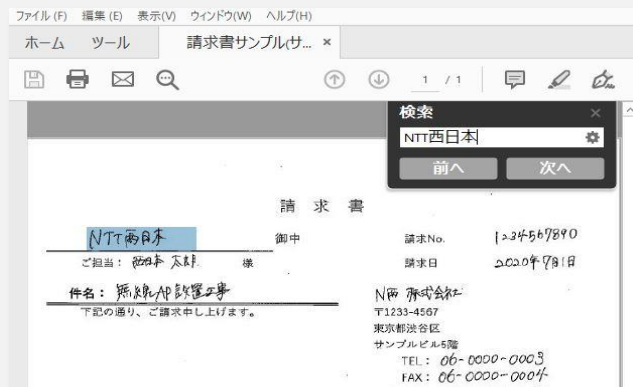 ファイル(F) 編集(E) 表示(V) ウィンドウ(W) ヘルプ(H)
ホーム ツール 請求書サンプル(サ... ×
1 / 1
検索 ×
NTT西日本
前へ 次へ
請 求 書
NTT西日本 御中
請求No. 1234567890
ご担当: 西日本 太郎 様
請求日 2020年7月1日
件名: 無線AP設置工事
下記の通り、ご請求申し上げます。
N西 株式会社
〒1233-4567
東京都渋谷区
サンプルビル5階
TEL: 06-0000-0003
FAX: 06-0000-0004